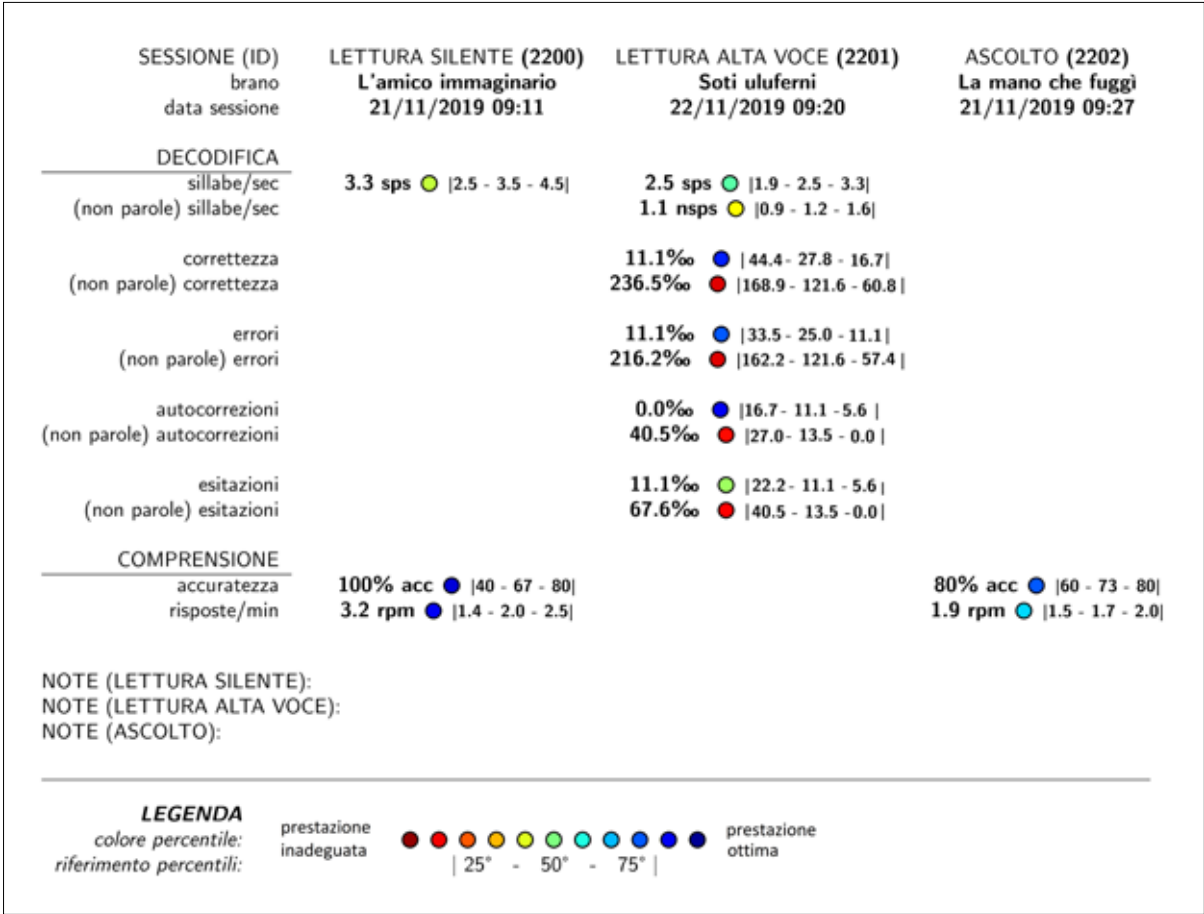 SESSIONE (ID) LETTURA SILENTE (2200) LETTURA ALTA VOCE (2201) ASCOLTO (2202)
brano L'amico immaginario Soti uluferni La mano che fuggì
data sessione 21/11/2019 09:11 22/11/2019 09:20 21/11/2019 09:27
DECODIFICA
sillabe/sec 3.3 sps |2.5 - 3.5 - 4.5| 2.5 sps |1.9 - 2.5 - 3.3|
(non parole) sillabe/sec 1.1 nsps |0.9 - 1.2 - 1.6|
correttezza 11.1‱ |44.4 - 27.8 - 16.7|
(non parole) correttezza 236.5‱ |168.9 - 121.6 - 60.8 |
errori 11.1‱ |33.5 - 25.0 - 11.1|
(non parole) errori 216.2‱ |162.2 - 121.6 - 57.4 |
autocorrezioni 0.0‱ |16.7 - 11.1 -5.6 |
(non parole) autocorrezioni 40.5‱ |27.0- 13.5 - 0.0 |
esitazioni 11.1‱ |22.2 - 11.1 - 5.6 |
(non parole) esitazioni 67.6‱ |40.5 - 13.5 -0.0|
COMPRENSIONE
accuratezza 100% acc |40 - 67 - 80| 80% acc |60 - 73 - 80|
risposte/min 3.2 rpm |1.4 - 2.0 - 2.5| 1.9 rpm |1.5 - 1.7 - 2.0|
NOTE (LETTURA SILENTE):
NOTE (LETTURA ALTA VOCE):
NOTE (ASCOLTO):
LEGENDA
colore percentile: prestazione inadeguata prestazione ottima
riferimento percentili: | 25° - 50° - 75° |